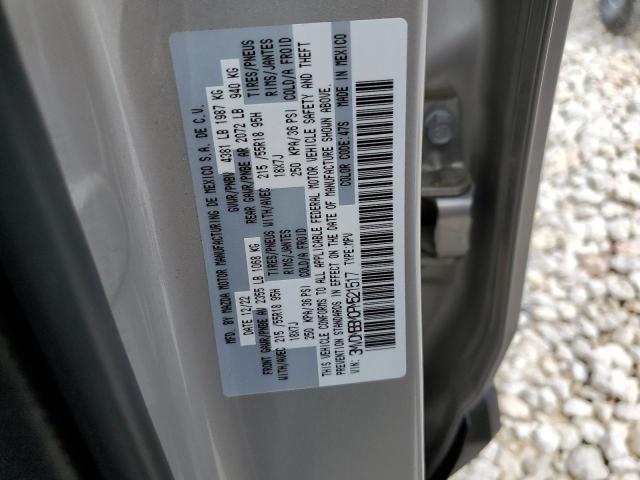 MFD. BY MAZDA MOTOR MANUFACTURING DE MEXICO S.A. DE C.V.
DATE 12/22 GVWR/PNBV 4381 LB 1987 KG
FRONT GAWR/PNBE AV 2355 LB 1068 KG REAR GAWR/PNBE AR 2072 LB 940 KG
TIRES/PNEUS WITH/AVEC 215 /55R18 95H TIRES/PNEUS WITH/AVEC 215 /55R18 95H
RIMS/JANTES 18X7J RIMS/JANTES 18X7J
COLD/A FROID 250 KPA/36 PSI COLD/A FROID 250 KPA/36 PSI
THIS VEHICLE CONFORMS TO ALL APPLICABLE FEDERAL MOTOR VEHICLE SAFETY AND THEFT
PREVENTION STANDARDS IN EFFECT ON THE DATE OF MANUFACTURE SHOWN ABOVE.
VIN: TYPE:MPV COLOR CODE:47S MADE IN MEXICO